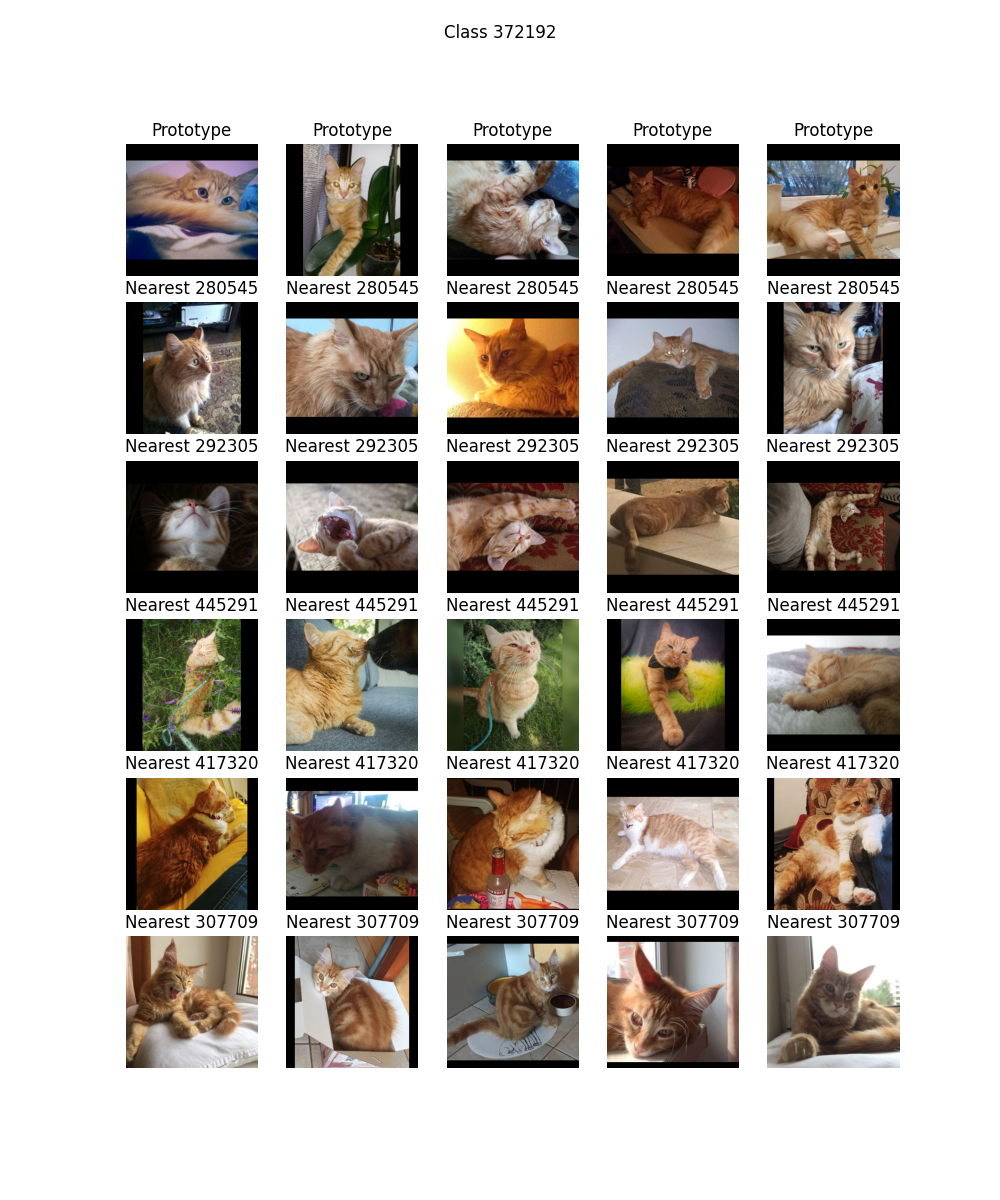 Class 372192
Prototype Prototype Prototype Prototype Prototype
Nearest 280545 Nearest 280545 Nearest 280545 Nearest 280545 Nearest 280545
Nearest 292305 Nearest 292305 Nearest 292305 Nearest 292305 Nearest 292305
Nearest 445291 Nearest 445291 Nearest 445291 Nearest 445291 Nearest 445291
Nearest 417320 Nearest 417320 Nearest 417320 Nearest 417320 Nearest 417320
Nearest 307709 Nearest 307709 Nearest 307709 Nearest 307709 Nearest 307709